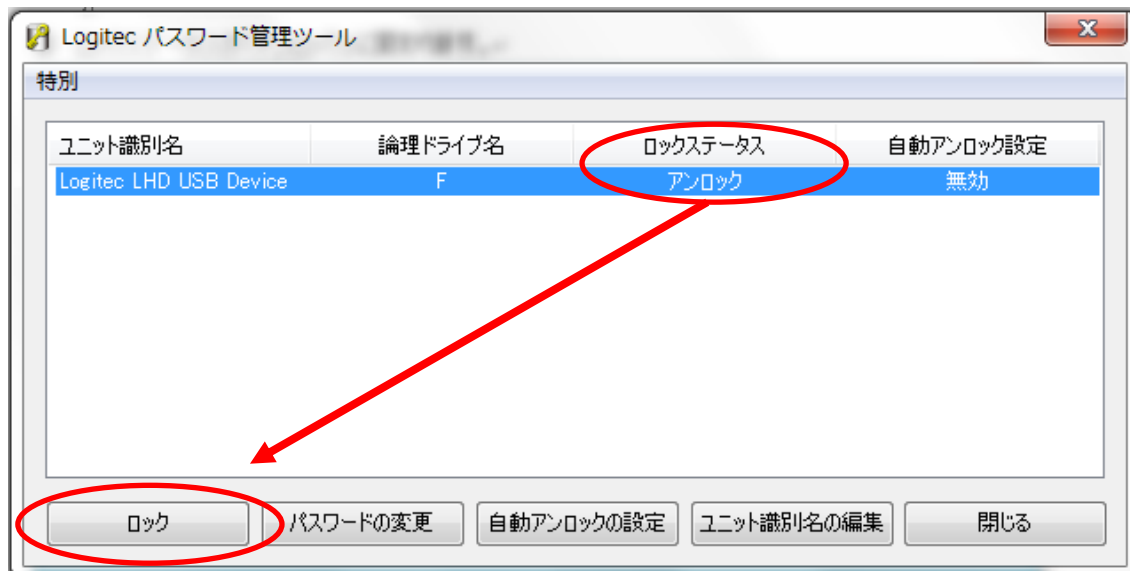 Logitec パスワード管理ツール
特別
ユニット識別名 論理ドライブ名 ロックステータス 自動アンロック設定
Logitec LHD USB Device F アンロック 無効
ロック パスワードの変更 自動アンロックの設定 ユニット識別名の編集 閉じる